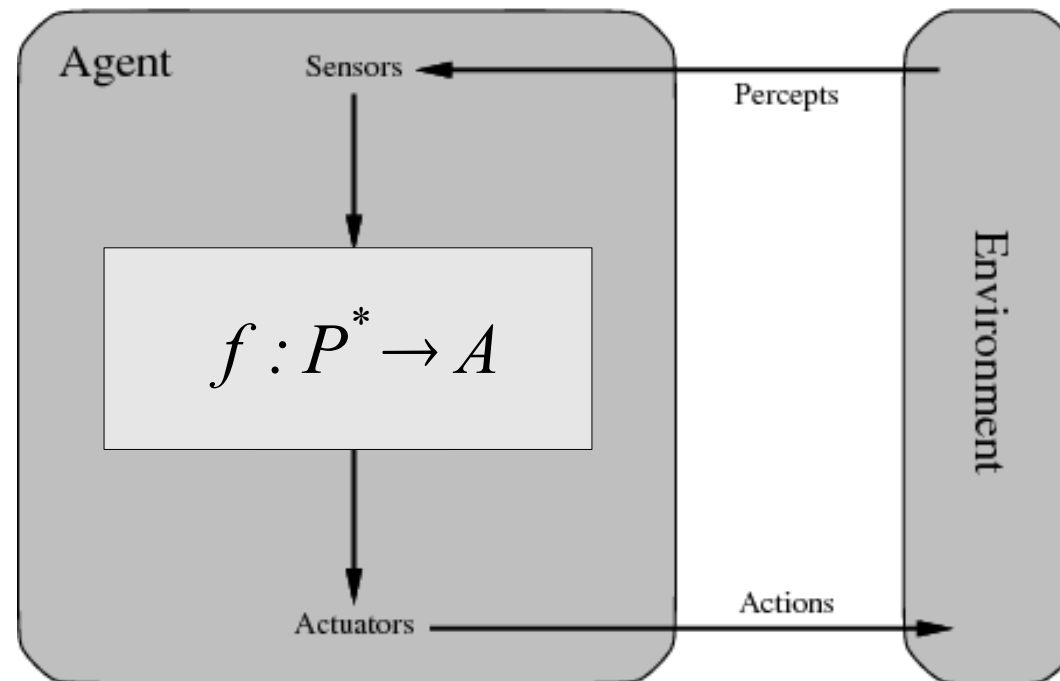 Agent
Sensors
Percepts
f : P* → A
Environment
Actions
Actuators